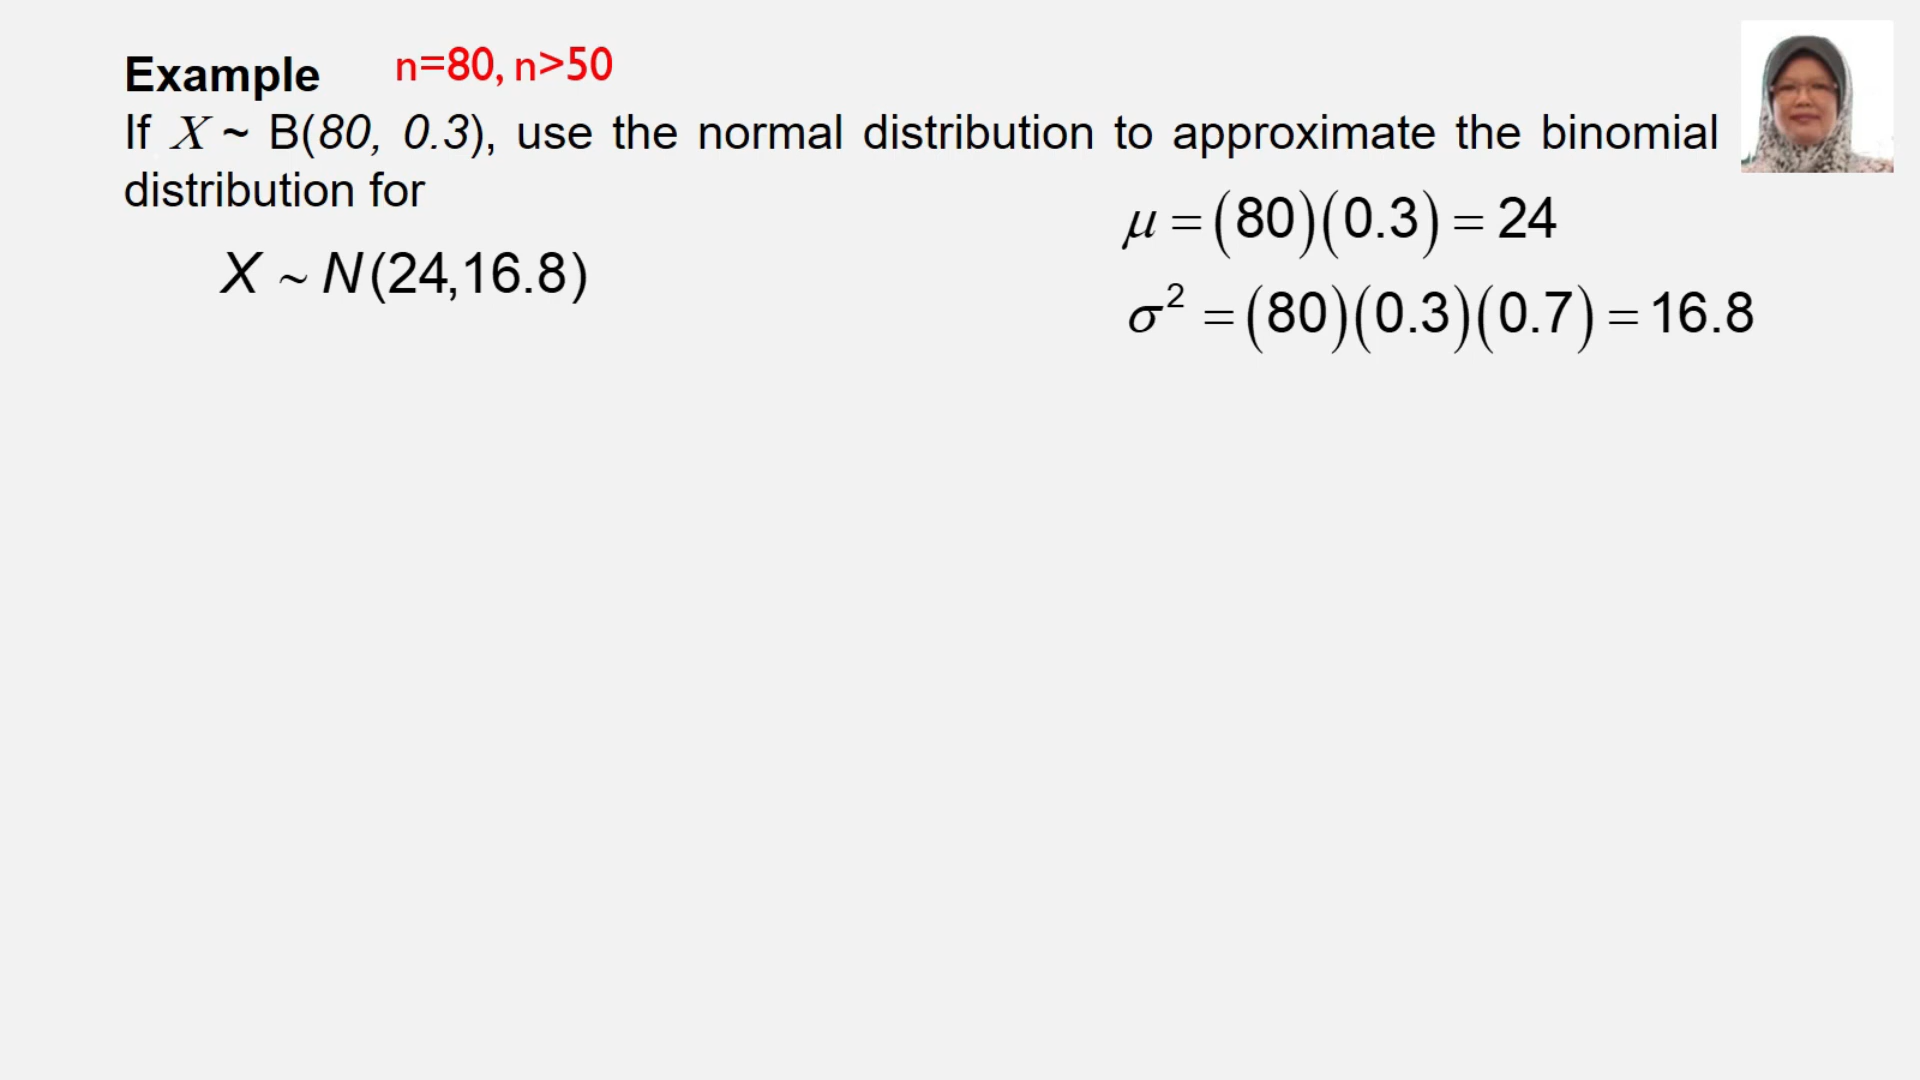 Example n=80, n>50
If X ~ B(80, 0.3), use the normal distribution to approximate the binomial
distribution for
μ = (80)(0.3) = 24
X ~ N(24,16.8)
σ² = (80)(0.3)(0.7) = 16.8